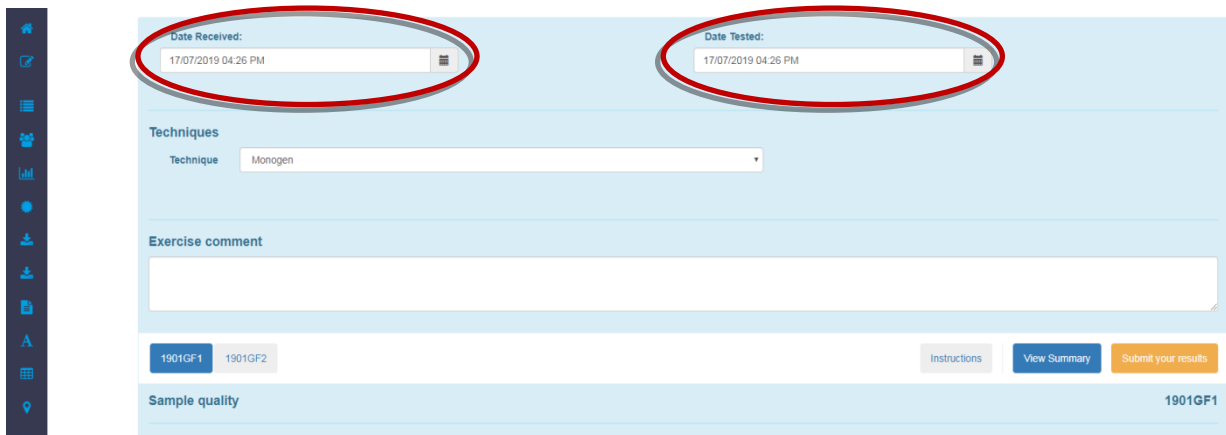 Date Received:
Date Tested:
17/07/2019 04:26 PM
17/07/2019 04:26 PM
Techniques
Technique
Monogen
Exercise comment
1901GF1
1901GF2
Instructions
View Summary
Submit your results
Sample quality
1901GF1